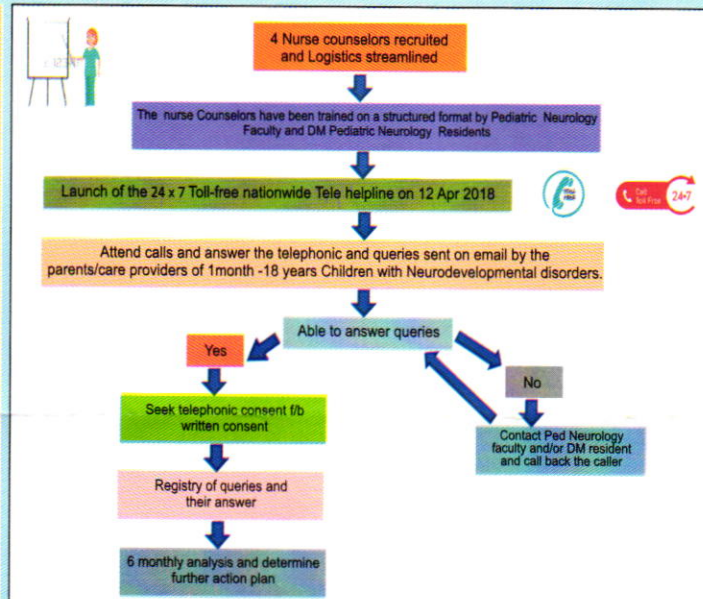 4 Nurse counselors recruited
and Logistics streamlined
The nurse Counselors have been trained on a structured format by Pediatric Neurology
Faculty and DM Pediatric Neurology Residents
Launch of the 24 x 7 Toll-free nationwide Tele helpline on 12 Apr 2018
Call
Toll Free
24•7
Attend calls and answer the telephonic and queries sent on email by the
parents/care providers of 1month -18 years Children with Neurodevelopmental disorders.
Able to answer queries
Yes
No
Seek telephonic consent f/b
written consent
Contact Ped Neurology
faculty and/or DM resident
and call back the caller
Registry of queries and
their answer
6 monthly analysis and determine
further action plan